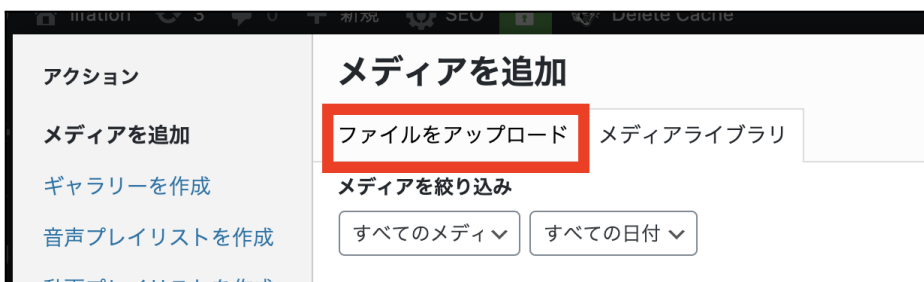 3 0 新規 SEO Delete Cache
アクション
メディアを追加
ギャラリーを作成
音声プレイリストを作成
メディアを追加
ファイルをアップロード メディアライブラリ
メディアを絞り込み
すべてのメディ すべての日付